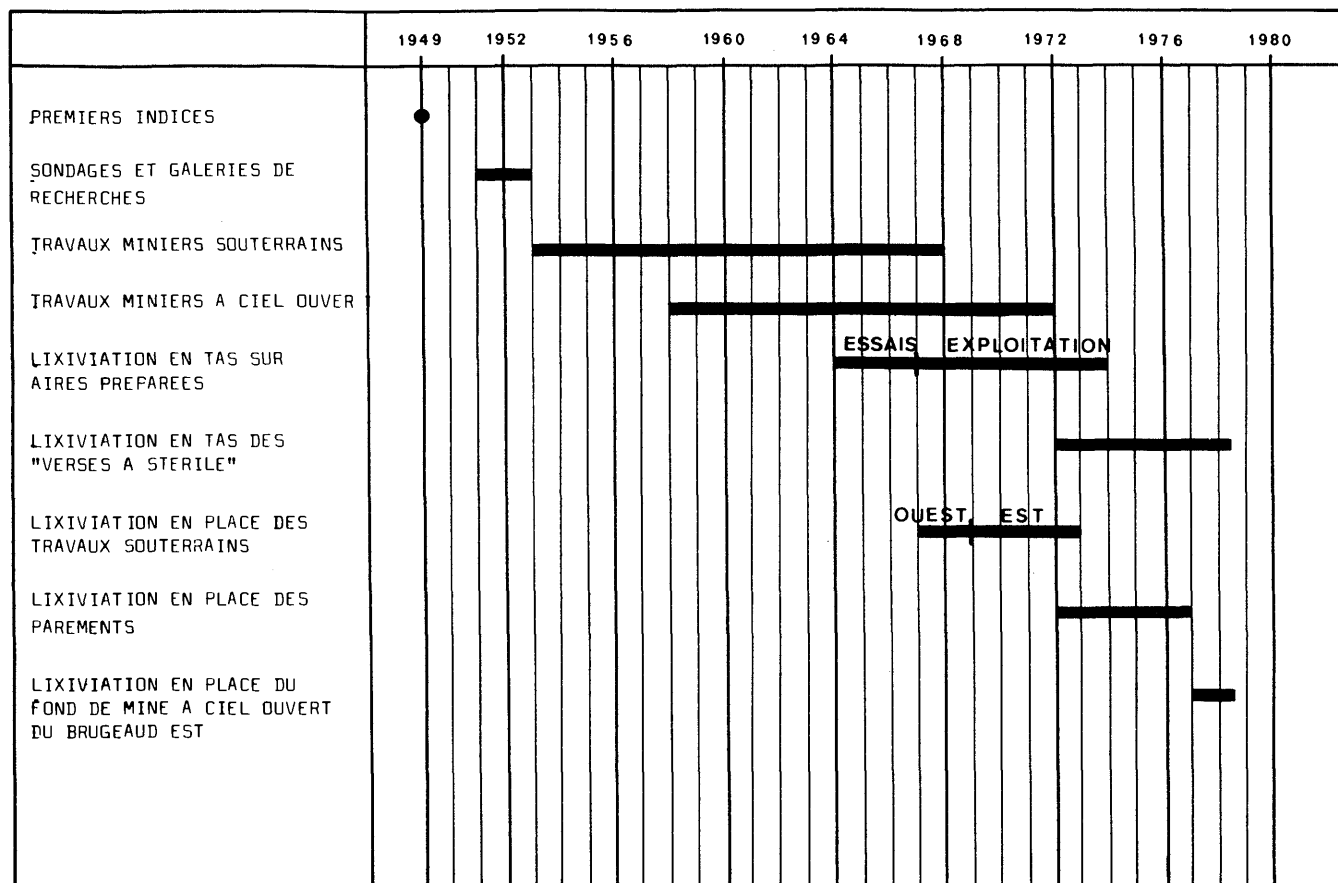 1949 1952 1956 1960 1964 1968 1972 1976 1980
PREMIERS INDICES
SONDAGES ET GALERIES DE
RECHERCHES
TRAVAUX MINIERS SOUTERRAINS
TRAVAUX MINIERS A CIEL OUVER
ESSAIS EXPLOITATION
LIXIVIATION EN TAS SUR
AIRES PREPAREES
LIXIVIATION EN TAS DES
"VERSES A STERILE"
OUEST EST
LIXIVIATION EN PLACE DES
TRAVAUX SOUTERRAINS
LIXIVIATION EN PLACE DES
PAREMENTS
LIXIVIATION EN PLACE DU
FOND DE MINE A CIEL OUVERT
DU BRUGEAUD EST